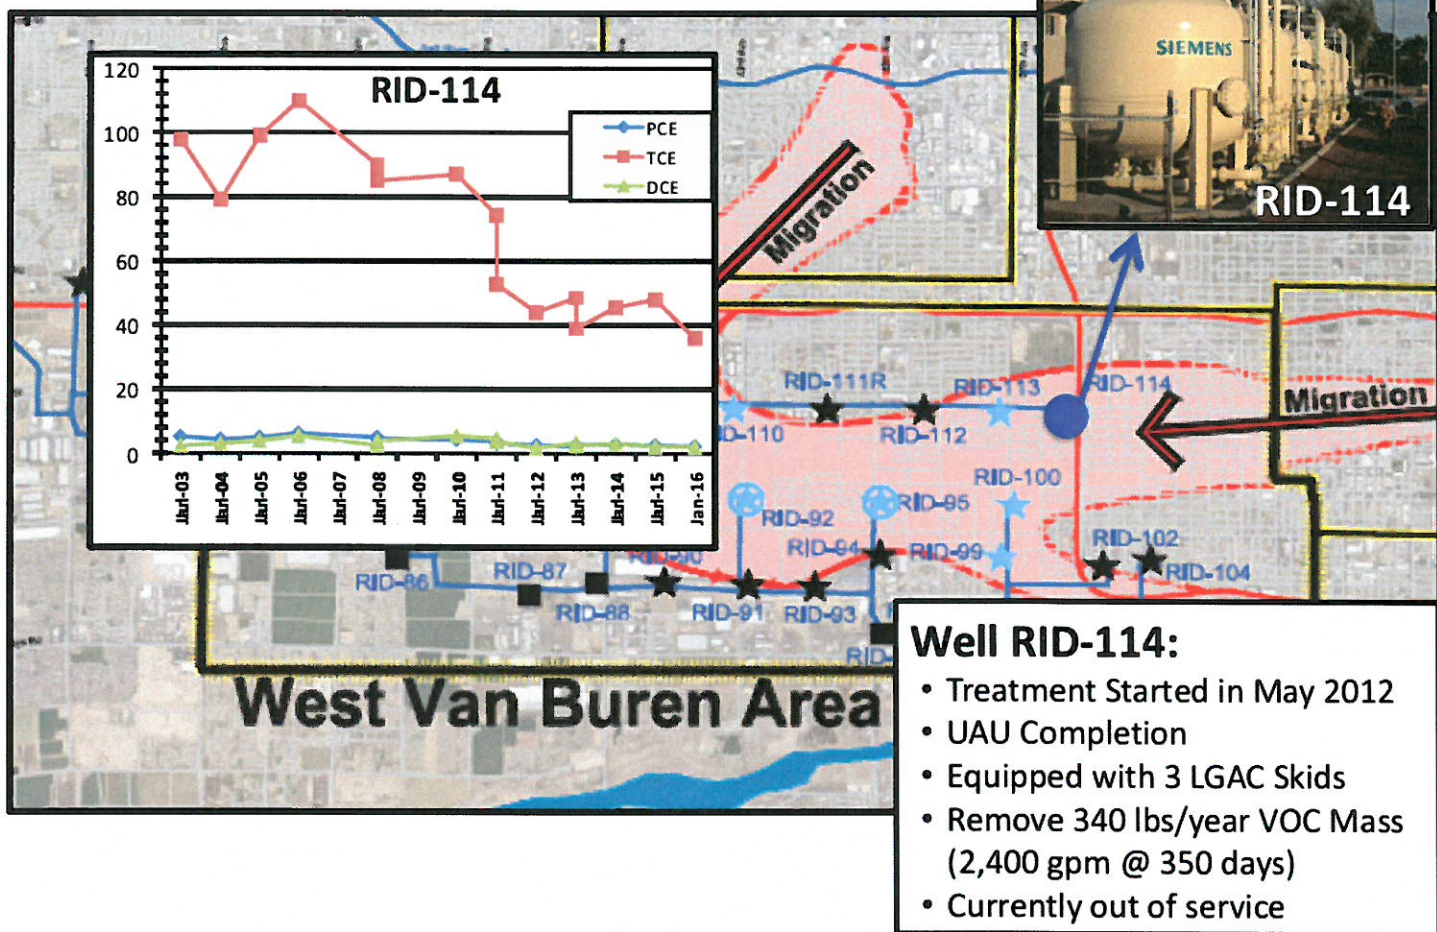 120
100
80
60
40
20
0
RID-114
PCE
TCE
DCE
Jan-03
Jan-04
Jan-05
Jan-06
Jan-07
Jan-08
Jan-09
Jan-10
Jan-11
Jan-12
Jan-13
Jan-14
Jan-15
Jan-16
SIEMENS
RID-114
Migration
Migration
RID-111R
RID-113
RID-114
RID-112
RID-100
RID-92
RID-95
RID-94
RID-99
RID-102
RID-104
RID-86
RID-87
RID-88
RID-91
RID-93
West Van Buren Area
Well RID-114:
• Treatment Started in May 2012
• UAU Completion
• Equipped with 3 LGAC Skids
• Remove 340 lbs/year VOC Mass
(2,400 gpm @ 350 days)
• Currently out of service